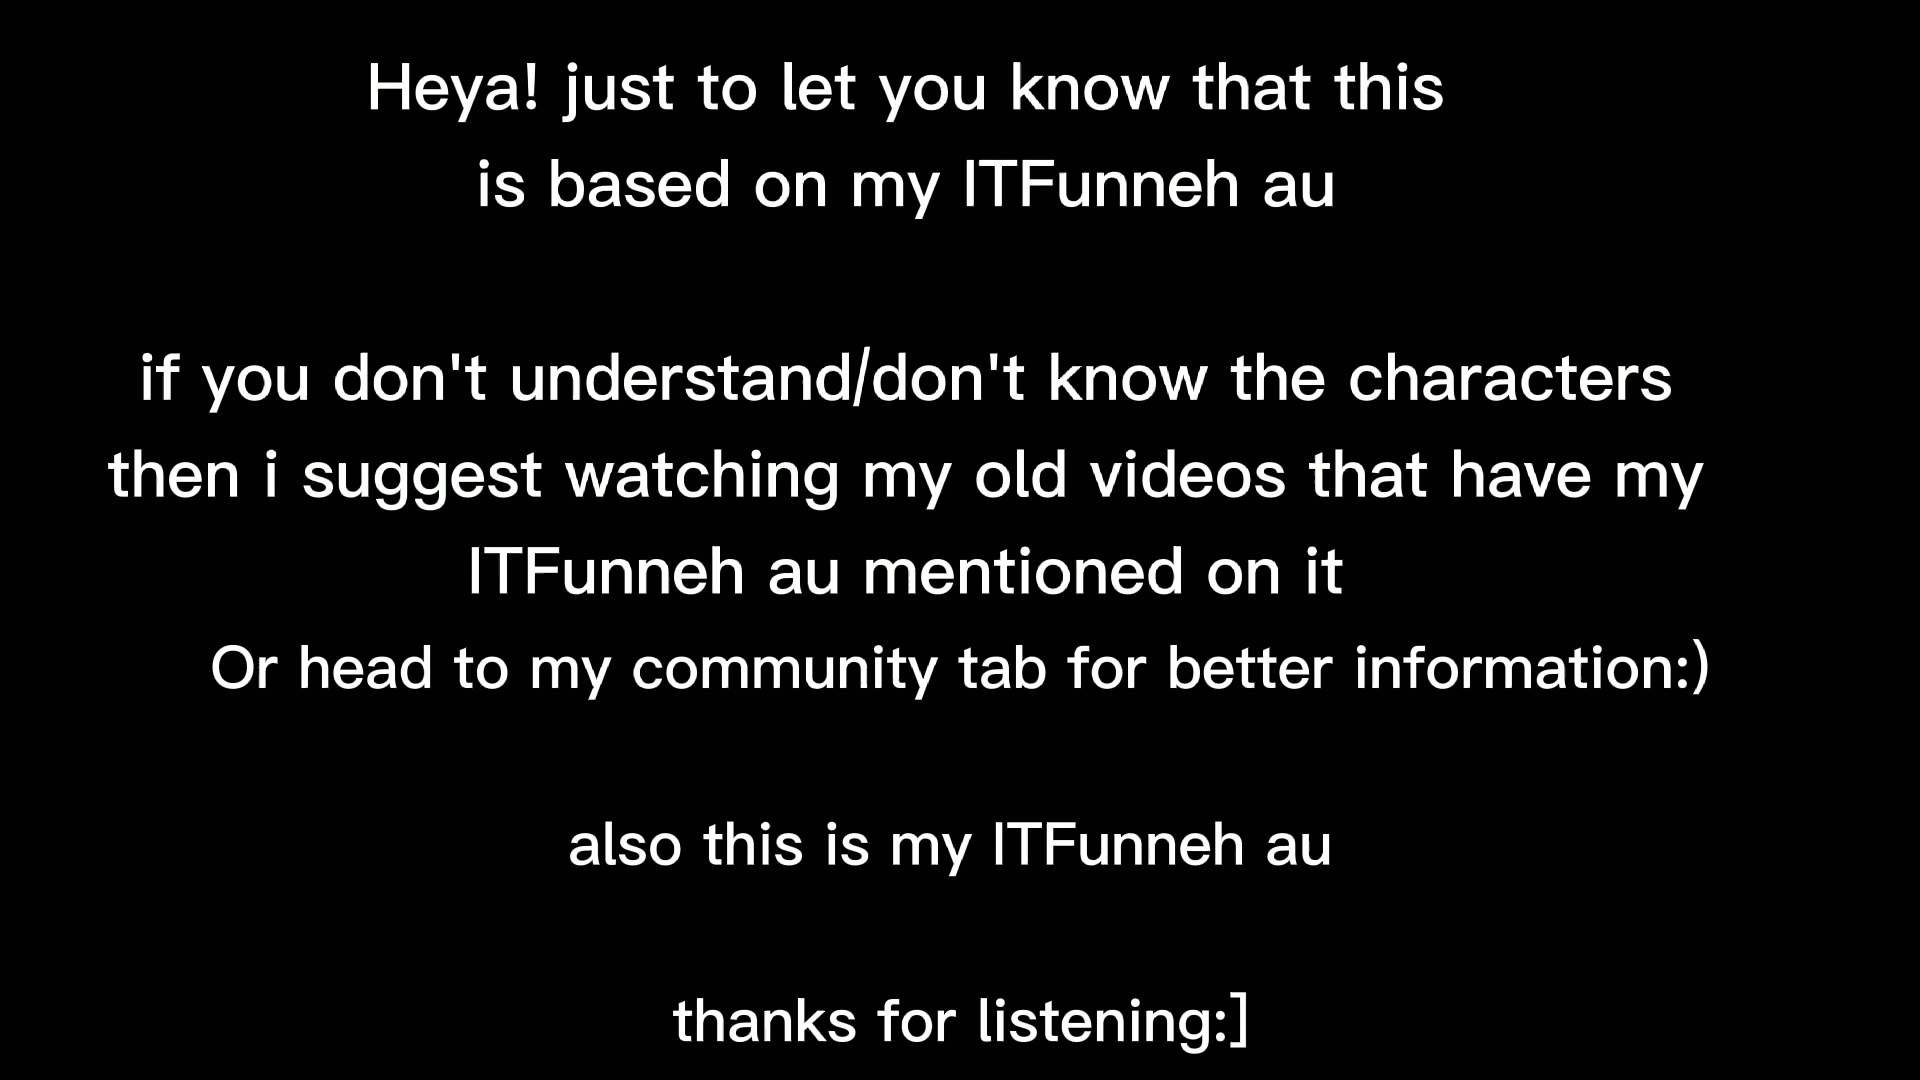 Heya! just to let you know that this
is based on my ITFunneh au
if you don't understand/don't know the characters
then i suggest watching my old videos that have my
ITFunneh au mentioned on it
Or head to my community tab for better information:)
also this is my ITFunneh au
thanks for listening:]